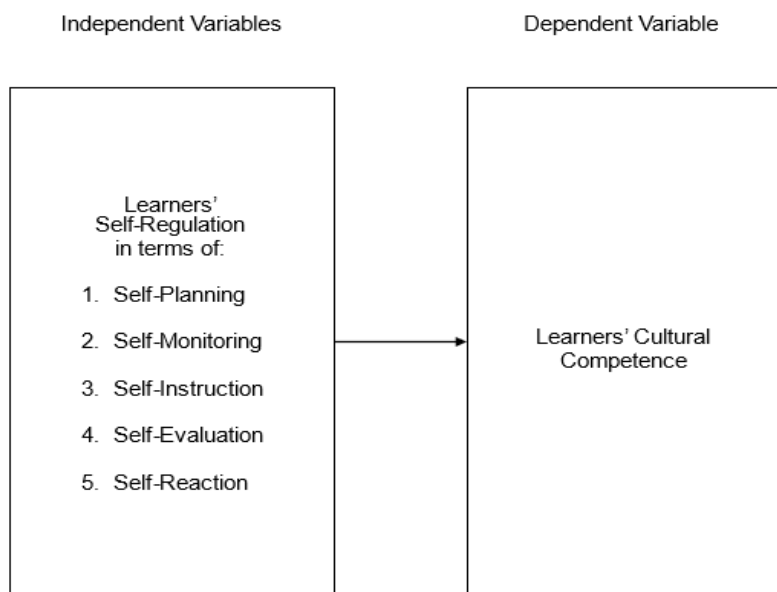 Independent Variables
Dependent Variable
Learners’
Self-Regulation
in terms of:
1. Self-Planning
2. Self-Monitoring
3. Self-Instruction
4. Self-Evaluation
5. Self-Reaction
Learners’ Cultural
Competence